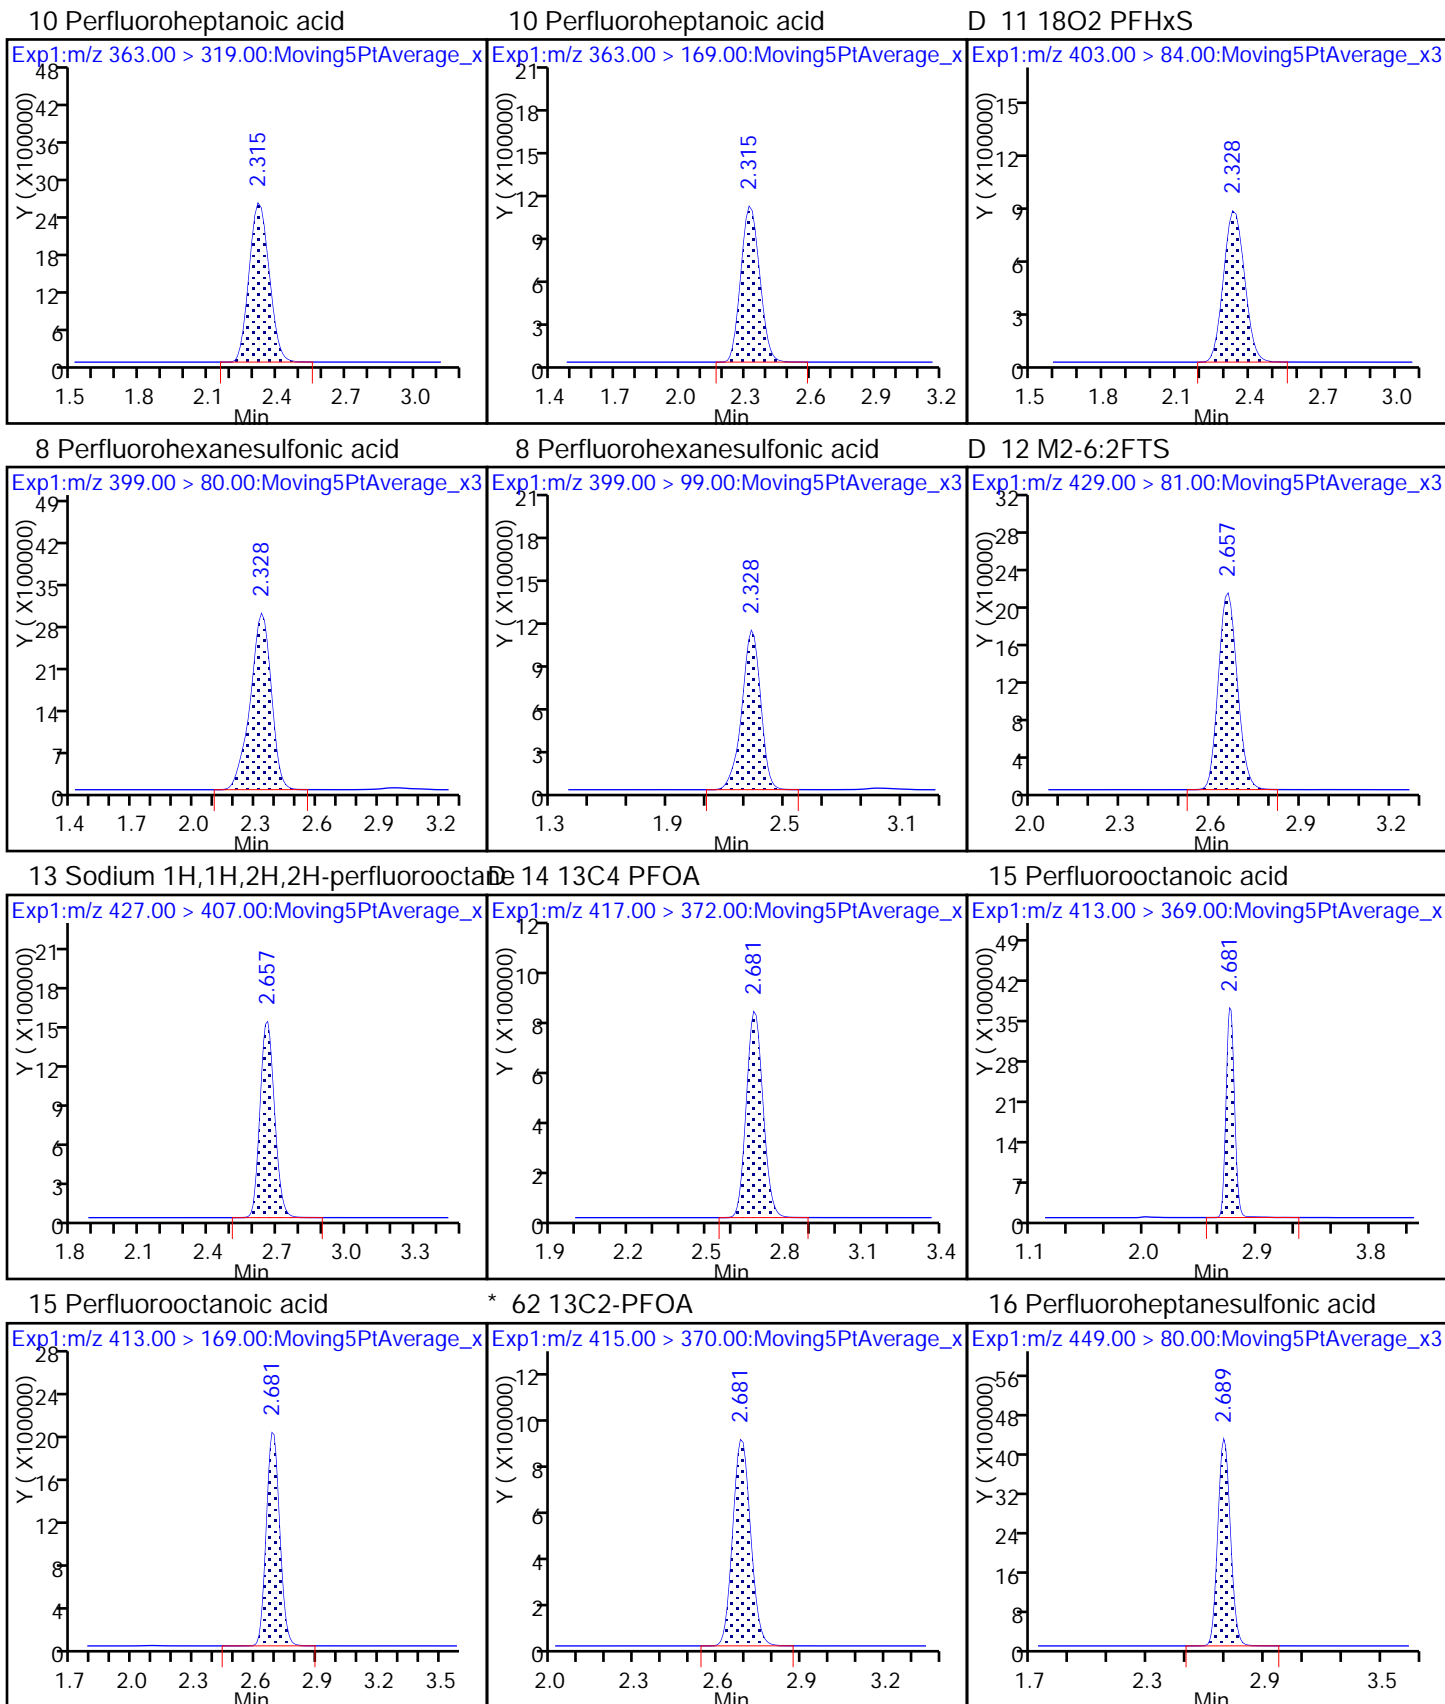 10 Perfluoroheptanoic acid
Exp1:m/z 363.00 > 319.00:Moving5PtAverage_x
Y ( X100000)
48
42
36
30
24
18
12
6
0
2.315
1.5 1.8 2.1 2.4 2.7 3.0
Min
10 Perfluoroheptanoic acid
Exp1:m/z 363.00 > 169.00:Moving5PtAverage_x
Y ( X100000)
21
18
15
12
9
6
3
0
2.315
1.4 1.7 2.0 2.3 2.6 2.9 3.2
Min
D 11 18O2 PFHxS
Exp1:m/z 403.00 > 84.00:Moving5PtAverage_x3
Y ( X100000)
15
12
9
6
3
0
2.328
1.5 1.8 2.1 2.4 2.7 3.0
Min
8 Perfluorohexanesulfonic acid
Exp1:m/z 399.00 > 80.00:Moving5PtAverage_x3
Y ( X100000)
49
42
35
28
21
14
7
0
2.328
1.4 1.7 2.0 2.3 2.6 2.9 3.2
Min
8 Perfluorohexanesulfonic acid
Exp1:m/z 399.00 > 99.00:Moving5PtAverage_x3
Y ( X100000)
21
18
15
12
9
6
3
0
2.328
1.3 1.9 2.5 3.1
Min
D 12 M2-6:2FTS
Exp1:m/z 429.00 > 81.00:Moving5PtAverage_x3
Y ( X10000)
32
28
24
20
16
12
8
4
0
2.657
2.0 2.3 2.6 2.9 3.2
Min
13 Sodium 1H,1H,2H,2H-perfluorooctane
Exp1:m/z 427.00 > 407.00:Moving5PtAverage_x
Y ( X100000)
21
18
15
12
9
6
3
0
2.657
1.8 2.1 2.4 2.7 3.0 3.3
Min
D 14 13C4 PFOA
Exp1:m/z 417.00 > 372.00:Moving5PtAverage_x
Y ( X100000)
12
10
8
6
4
2
0
2.681
1.9 2.2 2.5 2.8 3.1 3.4
Min
15 Perfluorooctanoic acid
Exp1:m/z 413.00 > 369.00:Moving5PtAverage_x
Y ( X100000)
49
42
35
28
21
14
7
0
2.681
1.1 2.0 2.9 3.8
Min
15 Perfluorooctanoic acid
Exp1:m/z 413.00 > 169.00:Moving5PtAverage_x
Y ( X100000)
28
24
20
16
12
8
4
0
2.681
1.7 2.0 2.3 2.6 2.9 3.2 3.5
Min
* 62 13C2-PFOA
Exp1:m/z 415.00 > 370.00:Moving5PtAverage_x
Y ( X100000)
12
10
8
6
4
2
0
2.681
2.0 2.3 2.6 2.9 3.2
Min
16 Perfluoroheptanesulfonic acid
Exp1:m/z 449.00 > 80.00:Moving5PtAverage_x3
Y ( X100000)
56
48
40
32
24
16
8
0
2.689
1.7 2.3 2.9 3.5
Min